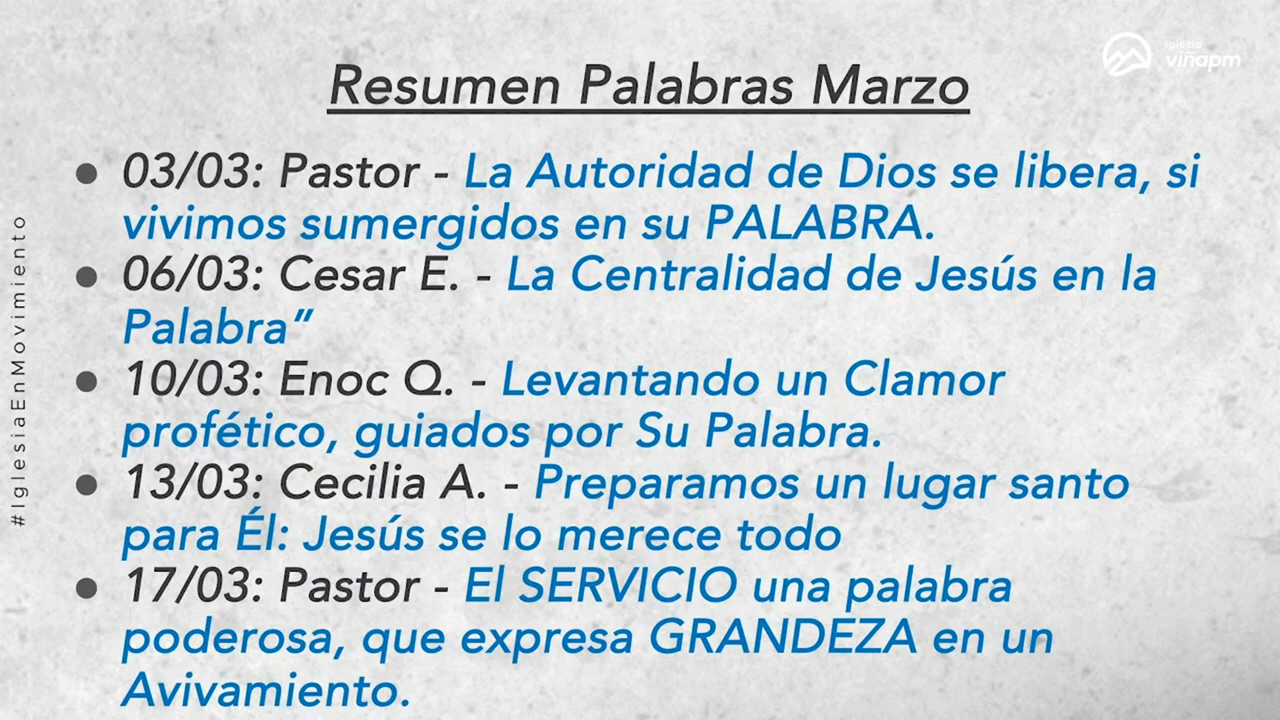 Iglesia
viñapm
Resumen Palabras Marzo
● 03/03: Pastor - La Autoridad de Dios se libera, si
vivimos sumergidos en su PALABRA.
● 06/03: Cesar E. - La Centralidad de Jesús en la
Palabra”
● 10/03: Enoc Q. - Levantando un Clamor
profético, guiados por Su Palabra.
● 13/03: Cecilia A. - Preparamos un lugar santo
para Él: Jesús se lo merece todo
● 17/03: Pastor - El SERVICIO una palabra
poderosa, que expresa GRANDEZA en un
Avivamiento.
#IglesiaEnMovimiento